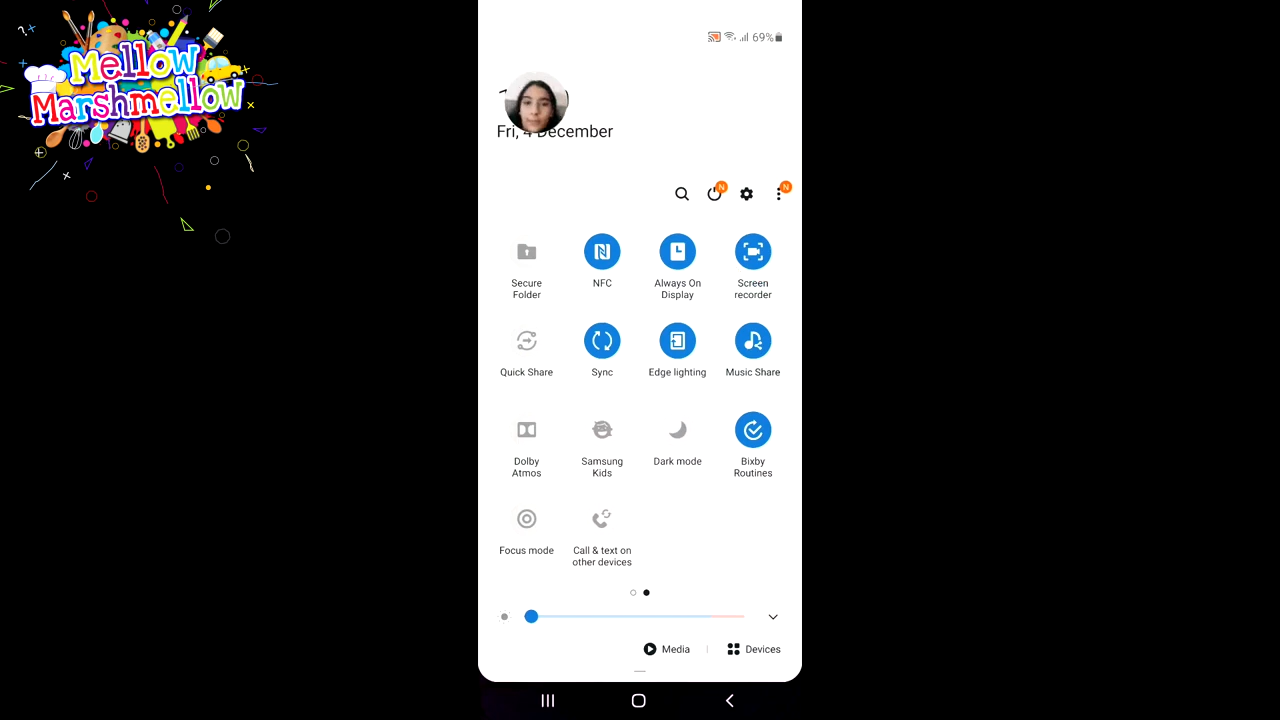 Mellow
Marshmellow
69%
Fri, 4 December
N
N
Secure
Folder
NFC
Always On
Display
Screen
recorder
Quick Share
Sync
Edge lighting
Music Share
Dolby
Atmos
Samsung
Kids
Dark mode
Bixby
Routines
Focus mode
Call & text on
other devices
Media
Devices